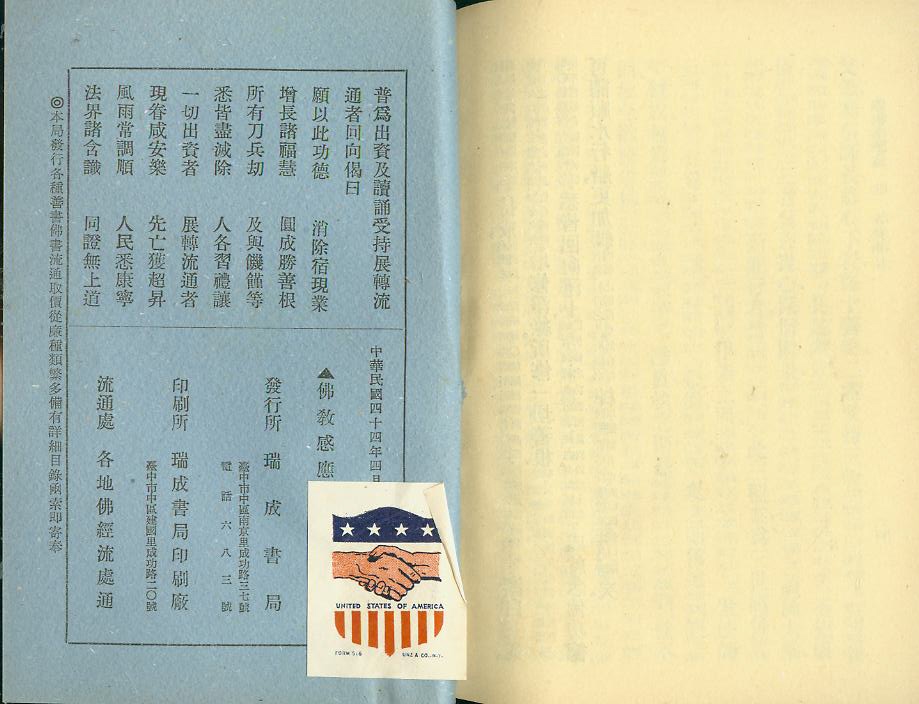 普爲出資及讀誦受持展轉流
通者回向偈曰
願以此功德　消除宿現業
增長諸福慧　圓成勝善根
所有刀兵劫　及與饑饉等
悉皆盡滅除　人各習禮讓
一切出資者　展轉流通者
現眷咸安樂　先亡獲超昇
風雨常調順　人民悉康寧
法界諸含識　同證無上道
中華民國四十四年四月
▲佛教感應
發行所　瑞成書局
臺中市中區南京里成功路三七號
電話六八三號
印刷所　瑞成書局印刷廠
臺中市中區建國里成功路二〇號
流通處　各地佛經流處通
◎本局發行各種善書佛書流通取價從廉種類繁多備有詳細目錄函索即寄奉
UNITED STATES OF AMERICA
FORM 5-6